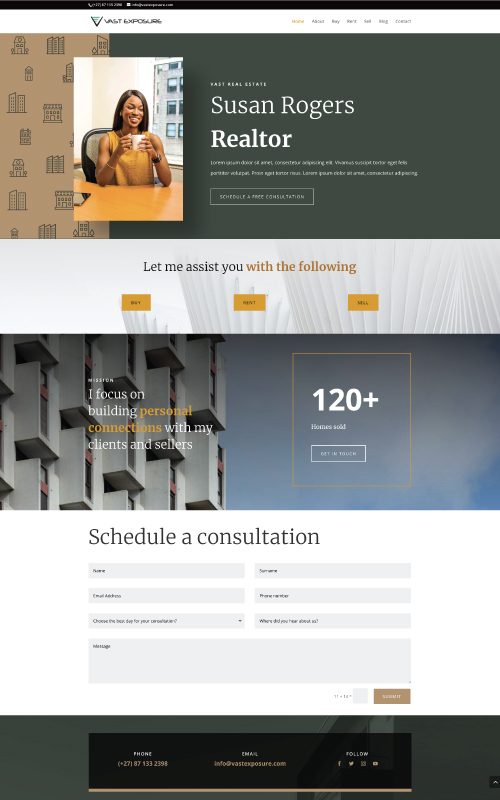 (+27) 87 133 2398 info@vastexposure.com
VAST EXPOSURE
Home About Buy Rent Sell Blog Contact
VAST REAL ESTATE
Susan Rogers
Realtor
Lorem ipsum dolor sit amet, consectetur adipiscing elit. Vivamus suscipit tortor eget felis
porttitor volutpat. Proin eget tortor risus. Lorem ipsum dolor sit amet, consectetur adipiscing
SCHEDULE A FREE CONSULTATION
Let me assist you with the following
BUY RENT SELL
MISSION
I focus on
building personal
connections with my
clients and sellers
120+
Homes sold
GET IN TOUCH
Schedule a consultation
Name Surname
Email Address Phone number
Choose the best day for your consultation? Where did you hear about us?
Message
SUBMIT
PHONE EMAIL FOLLOW
(+27) 87 133 2398 info@vastexposure.com